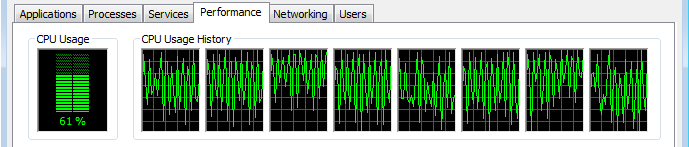 Applications Processes Services Performance Networking Users
CPU Usage CPU Usage History
61 %